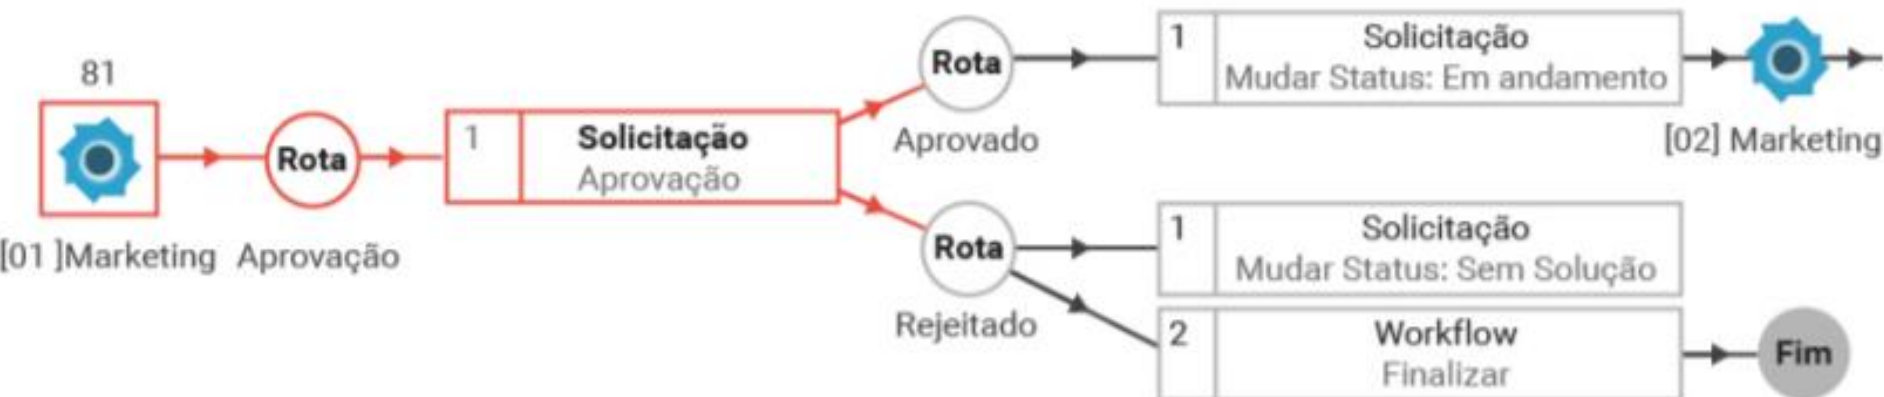 81
[01 ]Marketing
Rota
Aprovação
1
Solicitação
Aprovação
Rota
Aprovado
1
Solicitação
Mudar Status: Em andamento
[02] Marketing
Rota
Rejeitado
1
Solicitação
Mudar Status: Sem Solução
2
Workflow
Finalizar
Fim